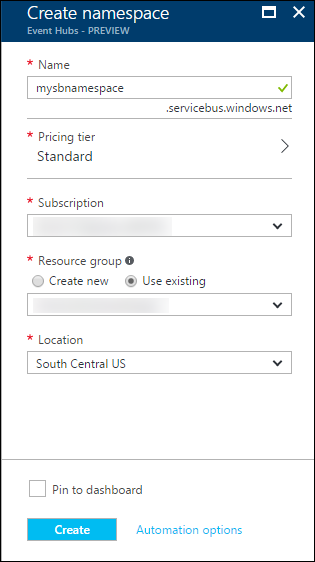 Create namespace
Event Hubs - PREVIEW
* Name
mysbnamespace
.servicebus.windows.net
* Pricing tier
Standard
* Subscription
* Resource group
Create new Use existing
* Location
South Central US
Pin to dashboard
Create Automation options